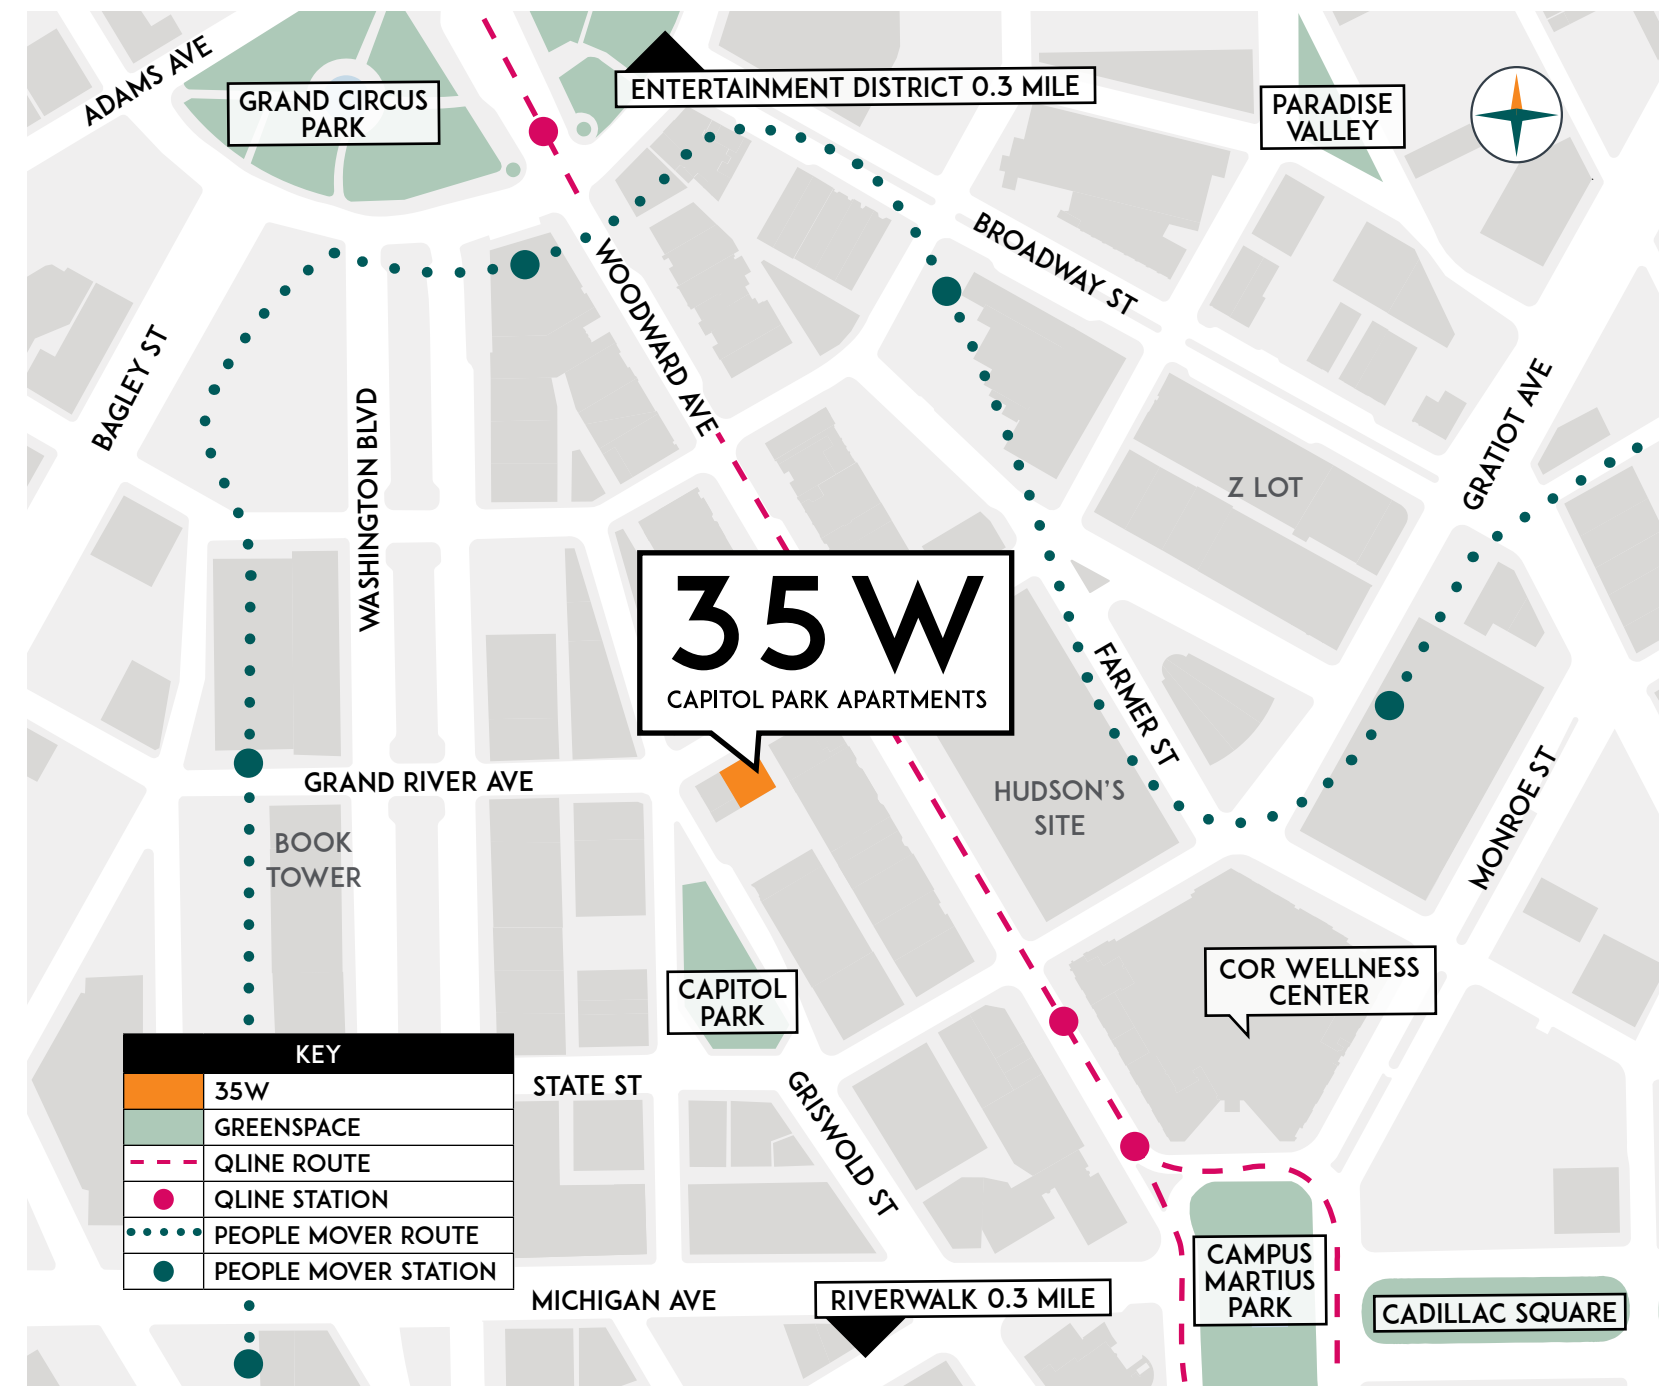 ADAMS AVE
GRAND CIRCUS
PARK
ENTERTAINMENT DISTRICT 0.3 MILE
PARADISE
VALLEY
BROADWAY ST
WOODWARD AVE
BAGLEY ST
WASHINGTON BLVD
GRATIOT AVE
Z LOT
35 W
CAPITOL PARK APARTMENTS
FARMER ST
GRAND RIVER AVE
HUDSON'S
SITE
MONROE ST
BOOK
TOWER
CAPITOL
PARK
COR WELLNESS
CENTER
KEY
35W
GREENSPACE
QLINE ROUTE
QLINE STATION
PEOPLE MOVER ROUTE
PEOPLE MOVER STATION
STATE ST
GRISWOLD ST
CAMPUS
MARTIUS
PARK
MICHIGAN AVE
RIVERWALK 0.3 MILE
CADILLAC SQUARE